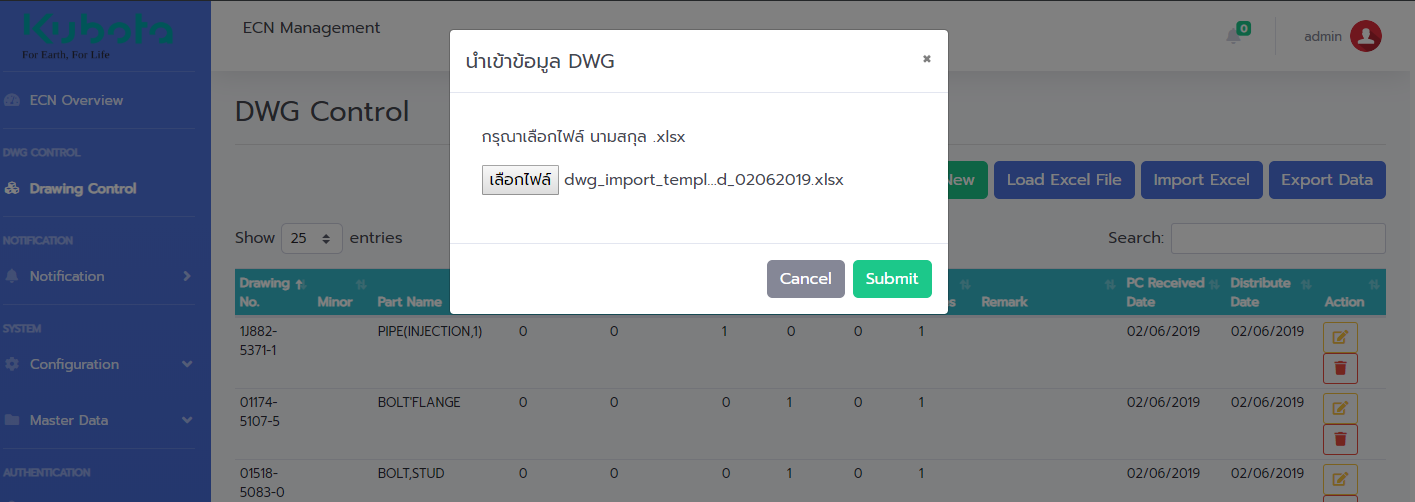 Kubota
For Earth, For Life
ECN Management
0
admin
ECN Overview
DWG CONTROL
Drawing Control
NOTIFICATION
Notification
SYSTEM
Configuration
Master Data
AUTHENTICATION
นำเข้าข้อมูล DWG
×
กรุณาเลือกไฟล์ นามสกุล .xlsx
เลือกไฟล์ dwg_import_templ...d_02062019.xlsx
Cancel Submit
DWG Control
New Load Excel File Import Excel Export Data
Show 25 entries Search:
Drawing No. Minor Part Name Remark PC Received Date Distribute Date Action
1J882-5371-1 PIPE(INJECTION,1) 0 0 1 0 0 1 02/06/2019 02/06/2019
01174-5107-5 BOLT'FLANGE 0 0 0 1 0 1 02/06/2019 02/06/2019
01518-5083-0 BOLT,STUD 0 0 0 1 0 1 02/06/2019 02/06/2019